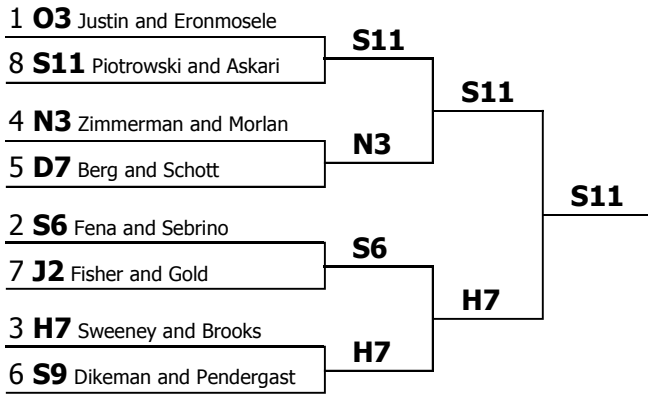 1 O3 Justin and Eronmosele
S11
8 S11 Piotrowski and Askari
S11
4 N3 Zimmerman and Morlan
N3
5 D7 Berg and Schott
S11
2 S6 Fena and Sebrino
S6
7 J2 Fisher and Gold
H7
3 H7 Sweeney and Brooks
H7
6 S9 Dikeman and Pendergast